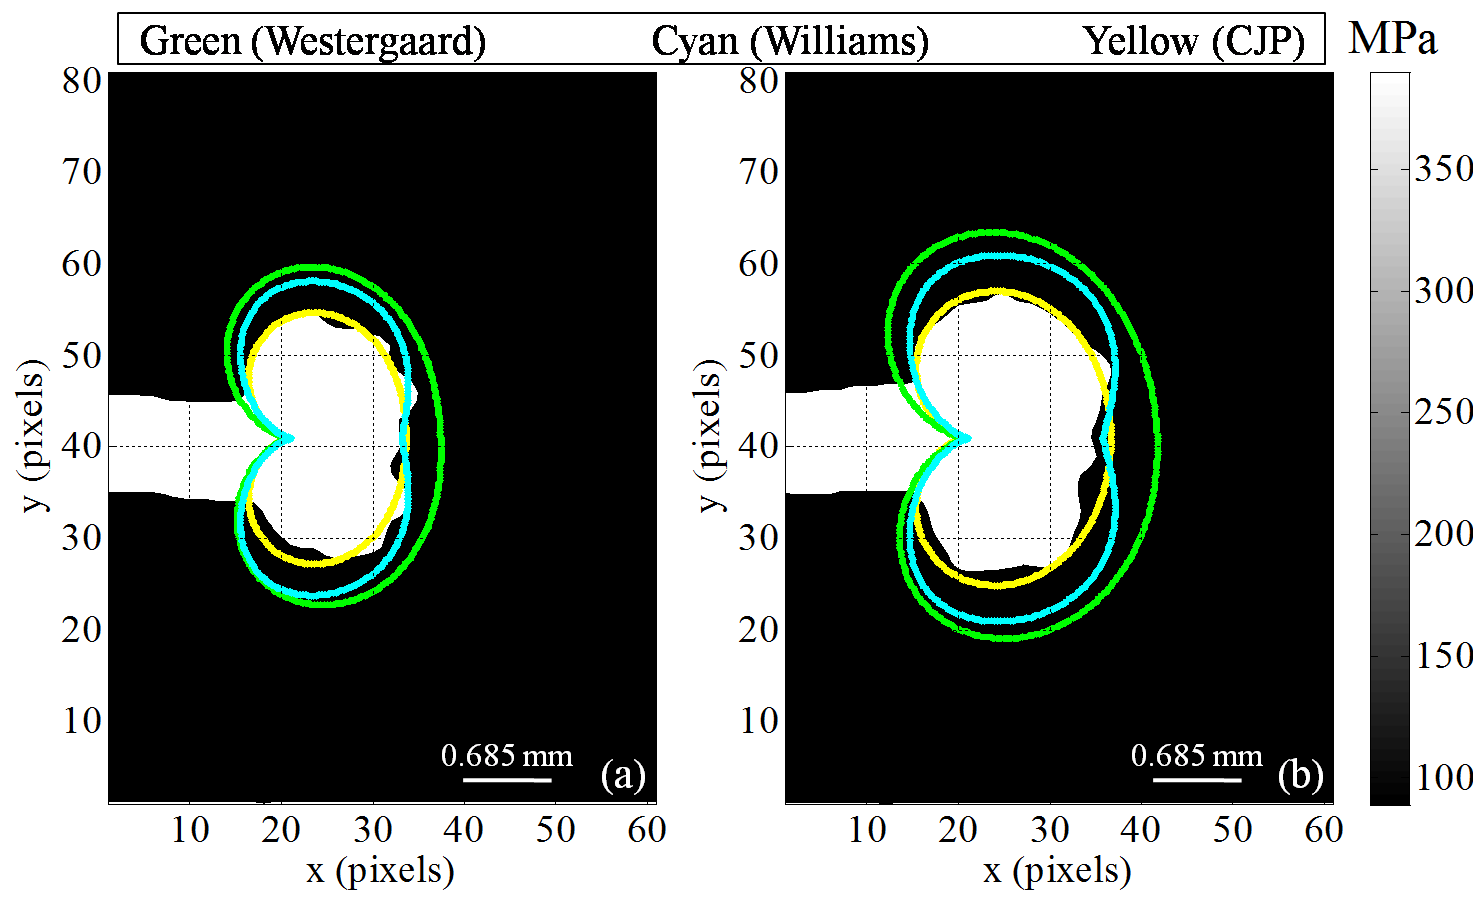 Green (Westergaard) Cyan (Williams) Yellow (CJP) MPa
80
70
60
50
40
30
20
10
y (pixels)
0.685 mm (a)
10 20 30 40 50 60
x (pixels)
80
70
60
50
40
30
20
10
y (pixels)
0.685 mm (b)
10 20 30 40 50 60
x (pixels)
350
300
250
200
150
100